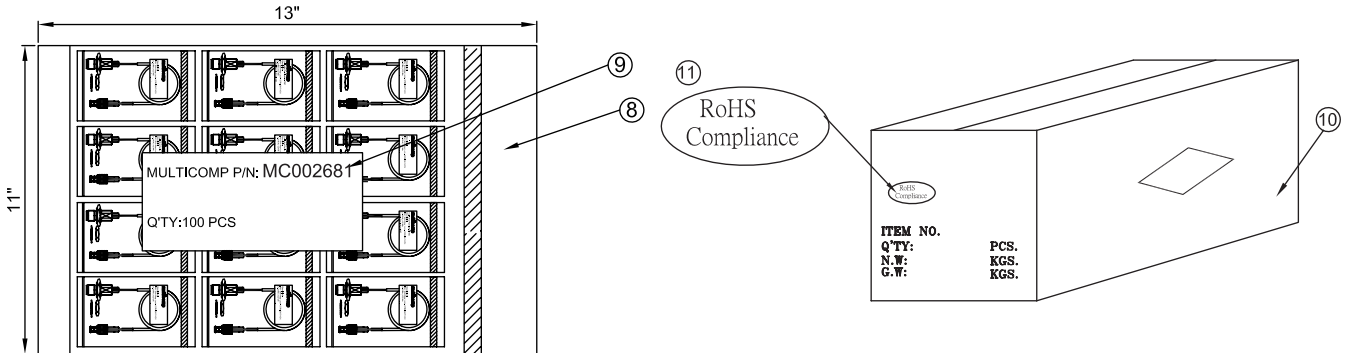 13"
11"
MULTICOMP P/N: MC002681
Q'TY:100 PCS
9
8
11
RoHS
Compliance
10
RoHS
Compliance
ITEM NO.
Q'TY: PCS.
N.W: KGS.
G.W: KGS.